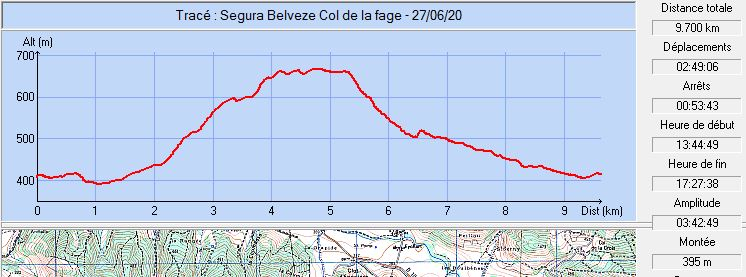 Tracé : Segura Belveze Col de la fage - 27/06/20
Alt (m)
700
600
500
400
0 1 2 3 4 5 6 7 8 9 Dist (km)
Distance totale
9.700 km
Déplacements
02:49:06
Arrêts
00:53:43
Heure de début
13:44:49
Heure de fin
17:27:38
Amplitude
03:42:49
Montée
395 m